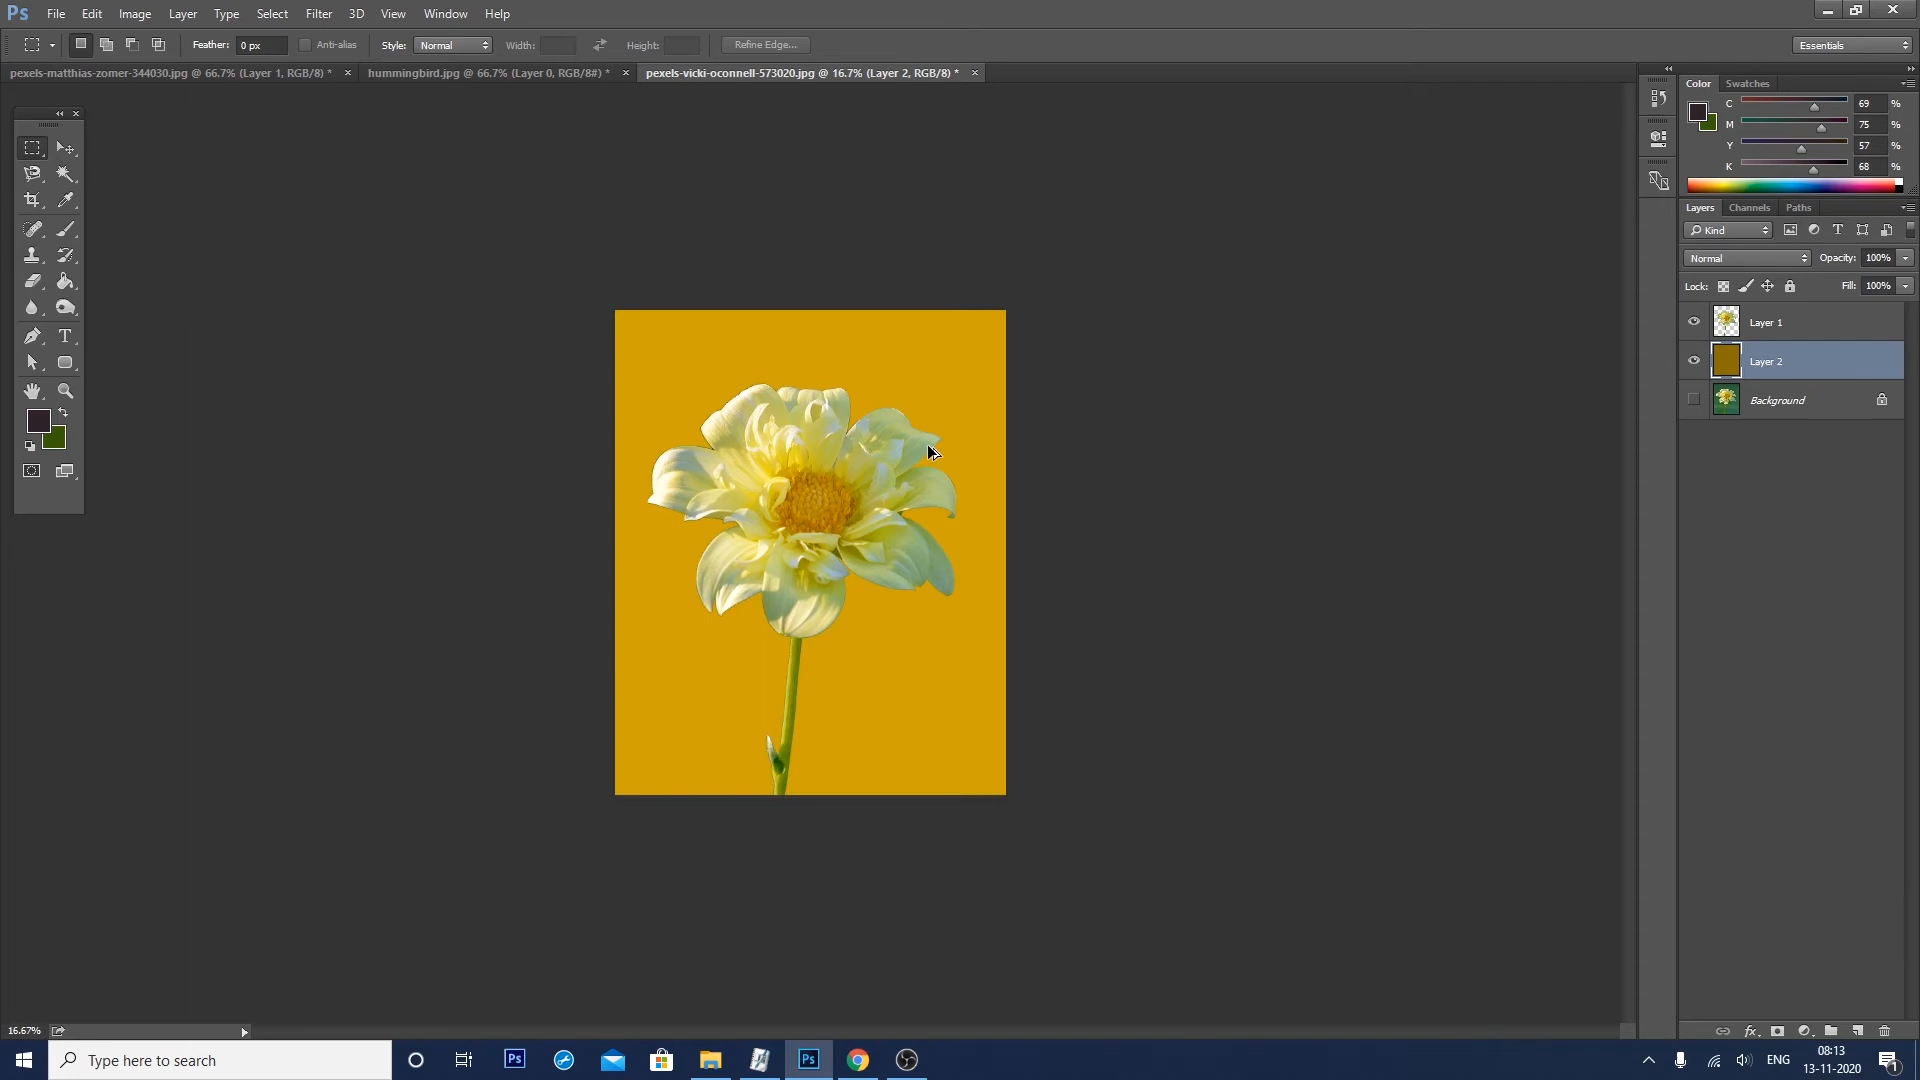 Ps File Edit Image Layer Type Select Filter 3D View Window Help
Feather: 0 px Anti-alias Style: Normal Width: Height: Refine Edge... Essentials
pexels-matthias-zomer-344030.jpg @ 66.7% (Layer 1, RGB/8) * × hummingbird.jpg @ 66.7% (Layer 0, RGB/8#) * × pexels-vicki-oconnell-573020.jpg @ 16.7% (Layer 2, RGB/8) * ×
Color Swatches
C 69 %
M 75 %
Y 57 %
K 68 %
Layers Channels Paths
Kind
Normal Opacity: 100%
Lock: Fill: 100%
Layer 1
Layer 2
Background
16.67%
Type here to search
Ps
Ps
ENG
08:13
13-11-2020
1